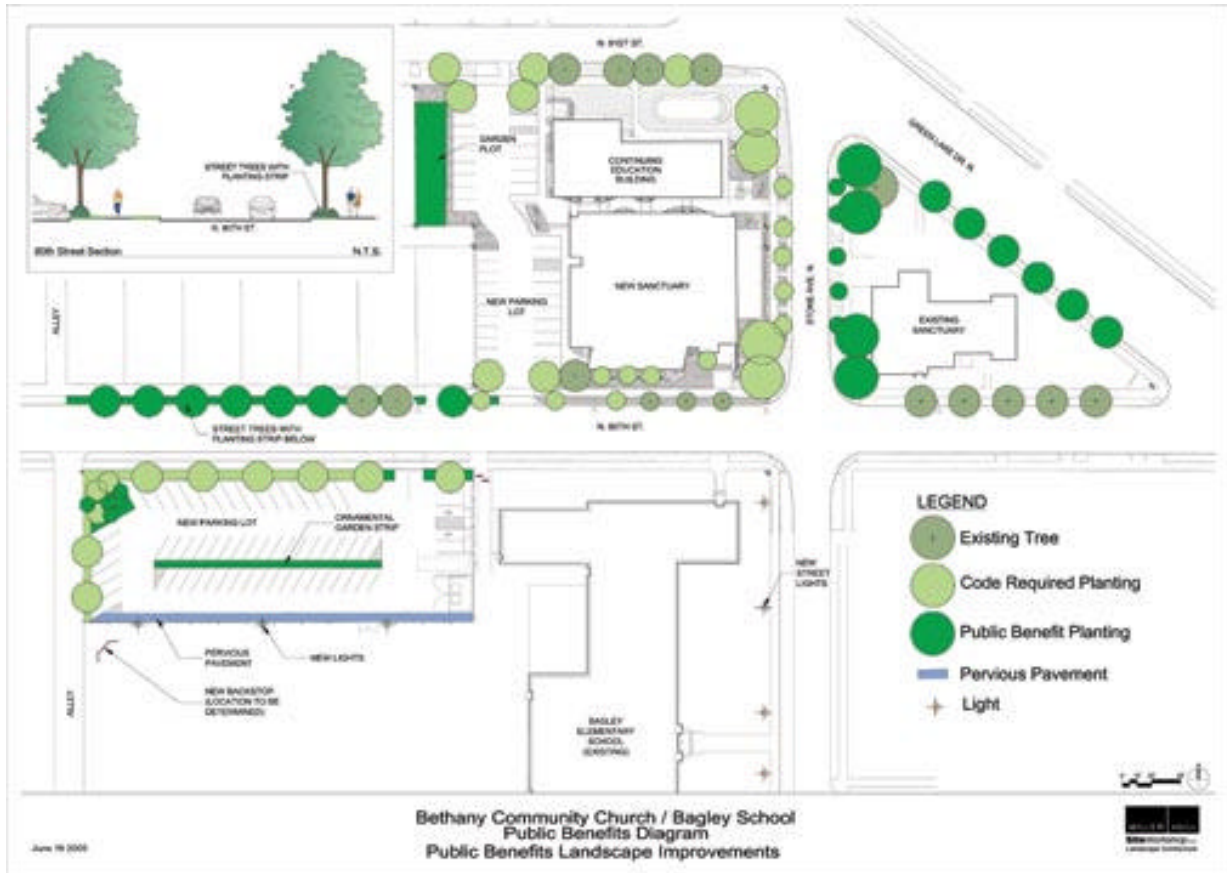 N. 81ST ST.
GREEN LAKE DR. N.
GARDEN
PLOT
CONTINUING
EDUCATION
BUILDING
STREET TREES WITH
PLANTING STRIP
N. 80TH ST.
80th Street Section
N.T.S.
ALLEY
NEW PARKING
LOT
NEW SANCTUARY
STONE AVE. N.
EXISTING
SANCTUARY
STREET TREES WITH
PLANTING STRIP BELOW
N. 80TH ST.
NEW PARKING LOT
ORNAMENTAL
GARDEN STRIP
NEW
STREET
LIGHTS
PERVIOUS
PAVEMENT
NEW LIGHTS
NEW BACKSTOP
(LOCATION TO BE
DETERMINED)
ALLEY
BAGLEY
ELEMENTARY
SCHOOL
(EXISTING)
LEGEND
Existing Tree
Code Required Planting
Public Benefit Planting
Pervious Pavement
Light
Bethany Community Church / Bagley School
Public Benefits Diagram
Public Benefits Landscape Improvements
SiteWorkshop
Landscape Architecture